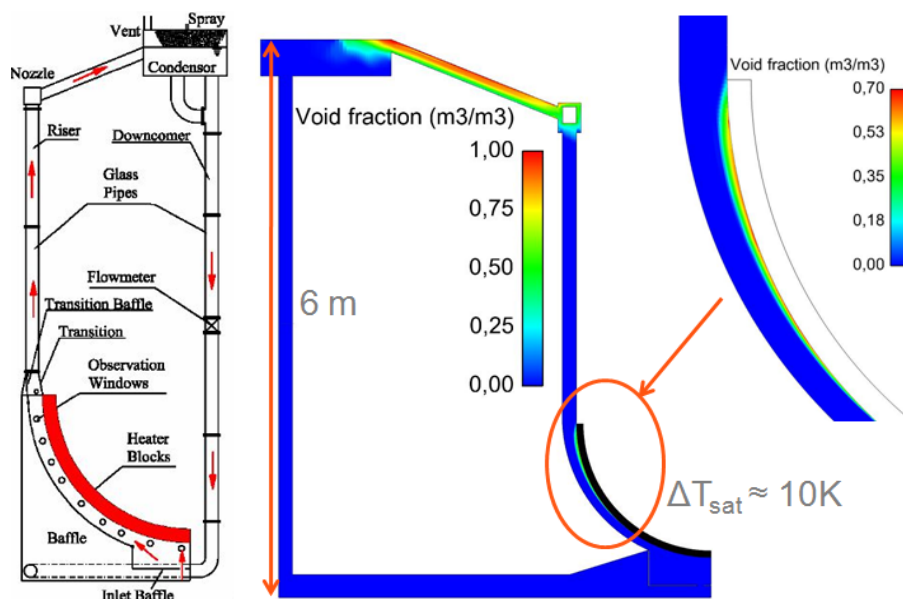 Spray
Vent
Condensor
Nozzle
Riser
Downcomer
Glass
Pipes
Flowmeter
Transition Baffle
Transition
Observation
Windows
Heater
Blocks
Baffle
Inlet Baffle
Void fraction (m3/m3)
1,00
0,75
0,50
0,25
0,00
6 m
Void fraction (m3/m3)
0,70
0,53
0,35
0,18
0,00
ΔTsat ≈ 10K